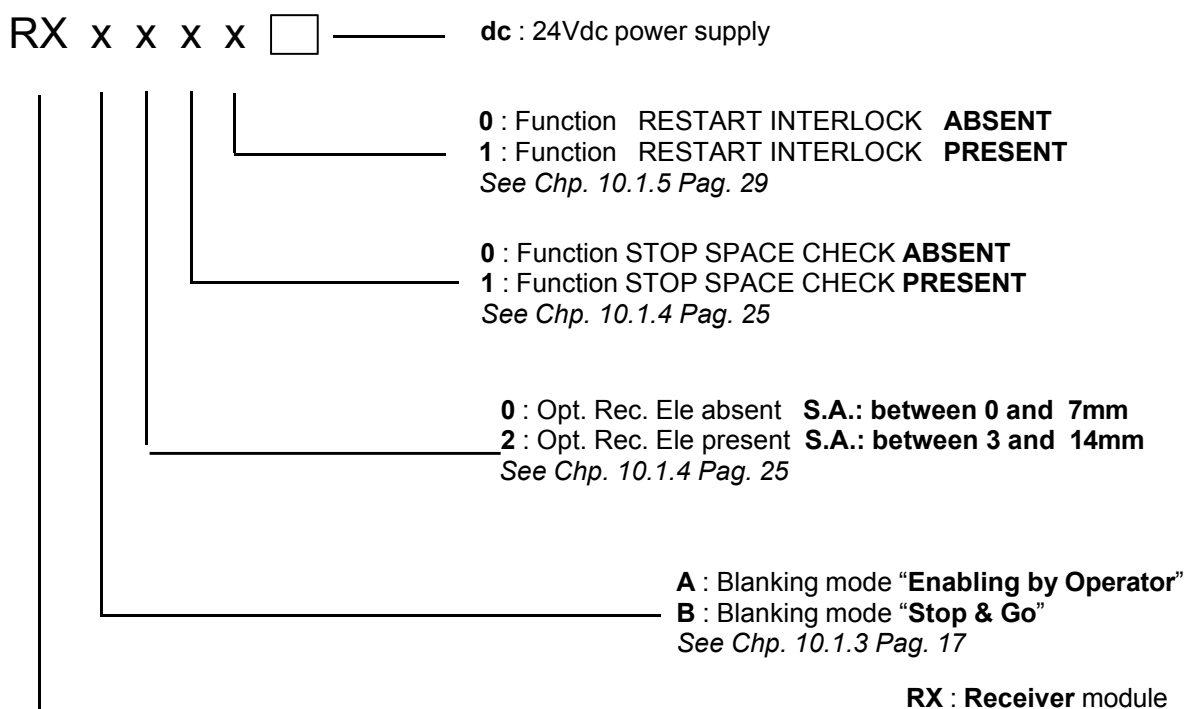 RX x x x x dc : 24Vdc power supply
0 : Function RESTART INTERLOCK ABSENT
1 : Function RESTART INTERLOCK PRESENT
See Chp. 10.1.5 Pag. 29
0 : Function STOP SPACE CHECK ABSENT
1 : Function STOP SPACE CHECK PRESENT
See Chp. 10.1.4 Pag. 25
0 : Opt. Rec. Ele absent S.A.: between 0 and 7mm
2 : Opt. Rec. Ele present S.A.: between 3 and 14mm
See Chp. 10.1.4 Pag. 25
A : Blanking mode “Enabling by Operator”
B : Blanking mode “Stop & Go”
See Chp. 10.1.3 Pag. 17
RX : Receiver module